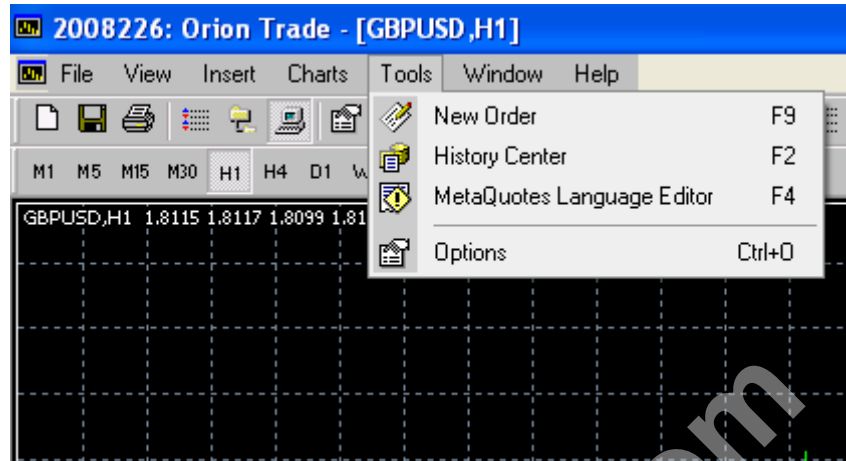 2008226: Orion Trade - [GBPUSD,H1]
File View Insert Charts Tools Window Help
New Order F9
History Center F2
MetaQuotes Language Editor F4
Options Ctrl+O
M1 M5 M15 M30 H1 H4 D1
GBPUSD,H1 1.8115 1.8117 1.8099